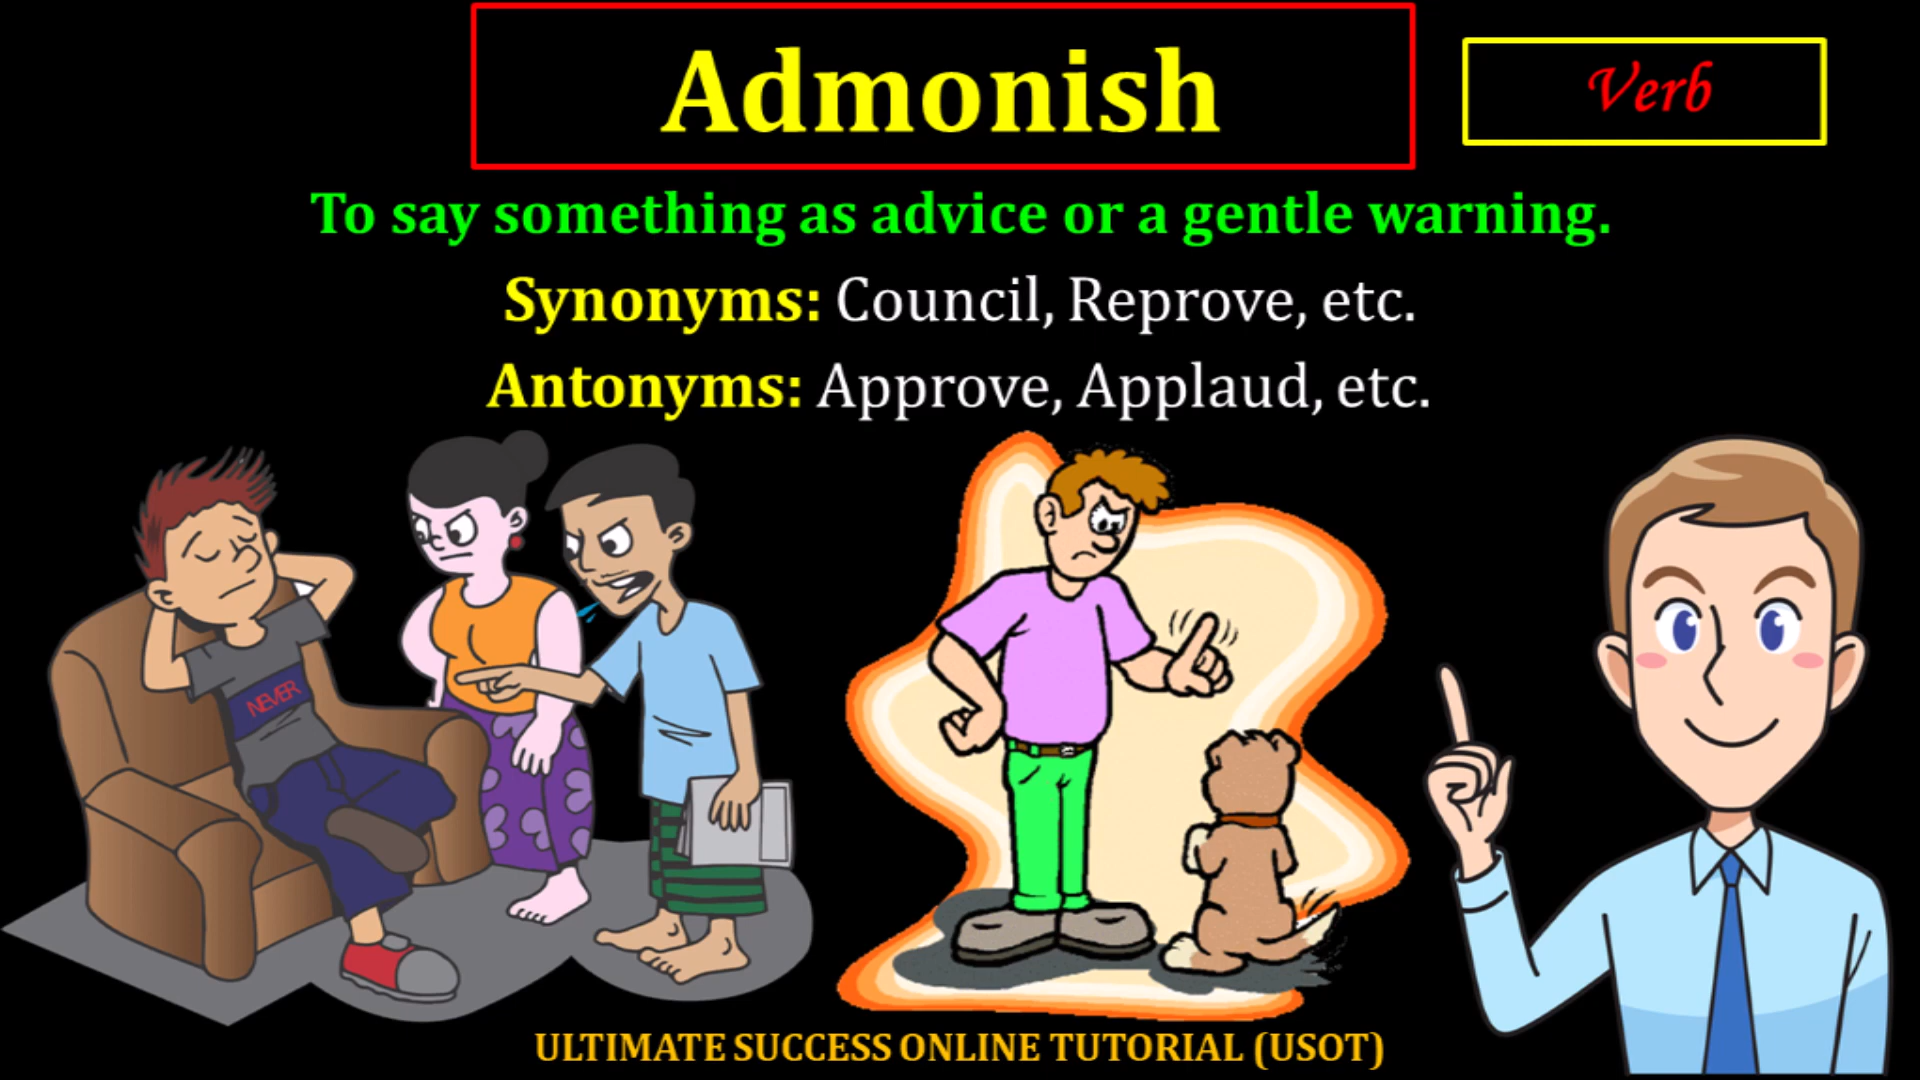 Admonish
Verb
To say something as advice or a gentle warning.
Synonyms: Council, Reprove, etc.
Antonyms: Approve, Applaud, etc.
NEVER
ULTIMATE SUCCESS ONLINE TUTORIAL (USOT)